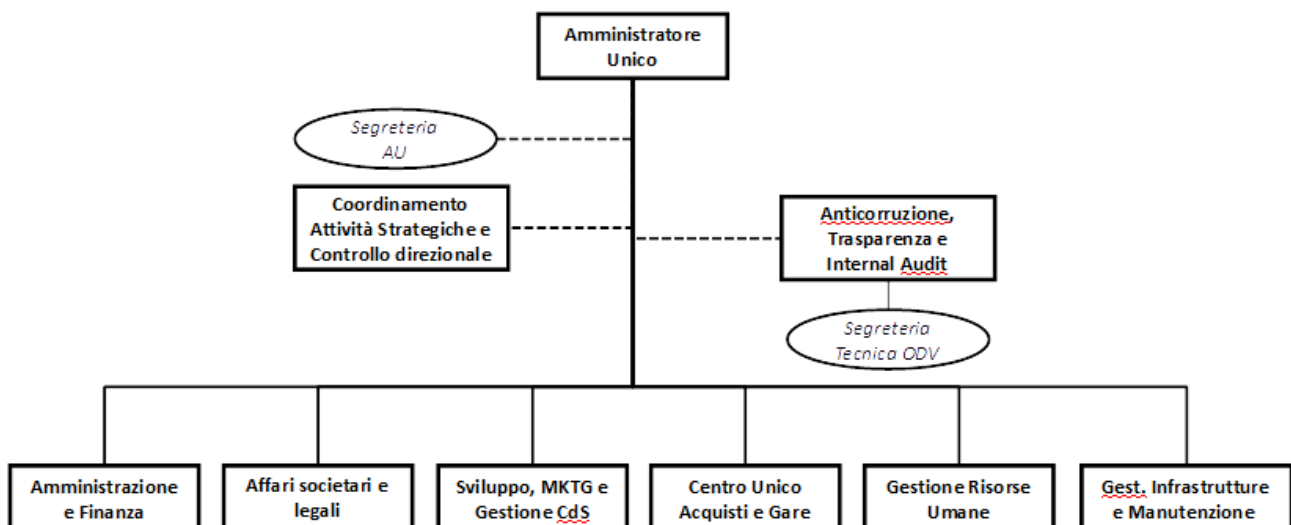 Amministratore
Unico
Segreteria
AU
Coordinamento
Attività Strategiche e
Controllo direzionale
Anticorruzione,
Trasparenza e
Internal Audit
Segreteria
Tecnica ODV
Amministrazione
e Finanza
Affari societari e
legali
Sviluppo, MKTG e
Gestione CdS
Centro Unico
Acquisti e Gare
Gestione Risorse
Umane
Gest. Infrastrutture
e Manutenzione